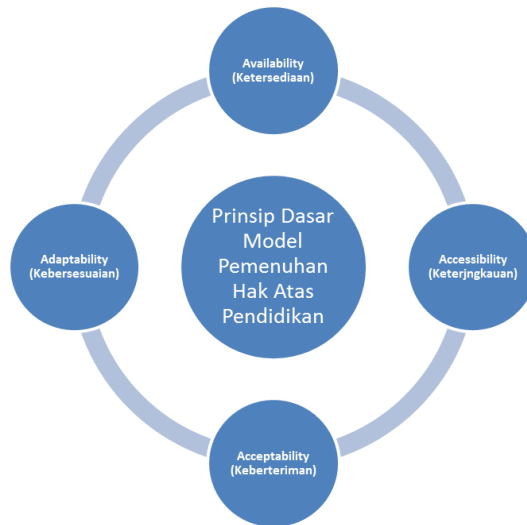 Availability
(Ketersediaan)
Prinsip Dasar
Model
Pemenuhan
Hak Atas
Pendidikan
Adaptability
(Kebersesuaian)
Accessibility
(Keterjngkauan)
Acceptability
(Keberteriman)